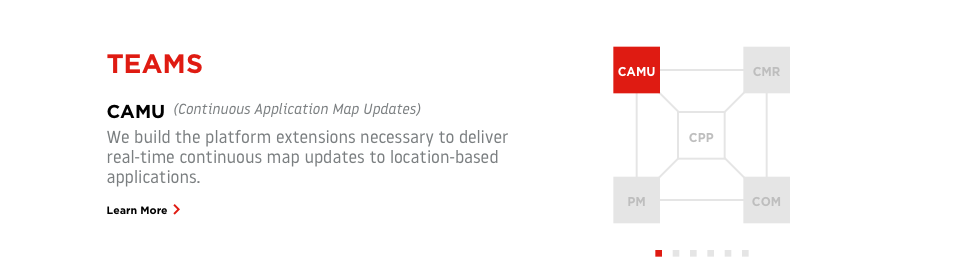 TEAMS
CAMU (Continuous Application Map Updates)
We build the platform extensions necessary to deliver
real-time continuous map updates to location-based
applications.
Learn More
CAMU
CMR
CPP
PM
COM